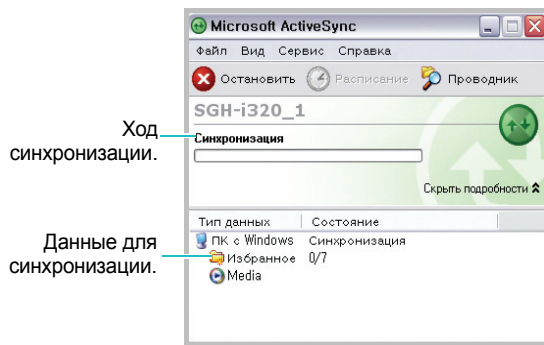 Microsoft ActiveSync
Файл Вид Сервис Справка
Остановить Расписание Проводник
SGH-i320_1
Ход
синхронизации.
Синхронизация
Скрыть подробности
Тип данных Состояние
ПК с Windows Синхронизация
Данные для
синхронизации.
Избранное 0/7
Media